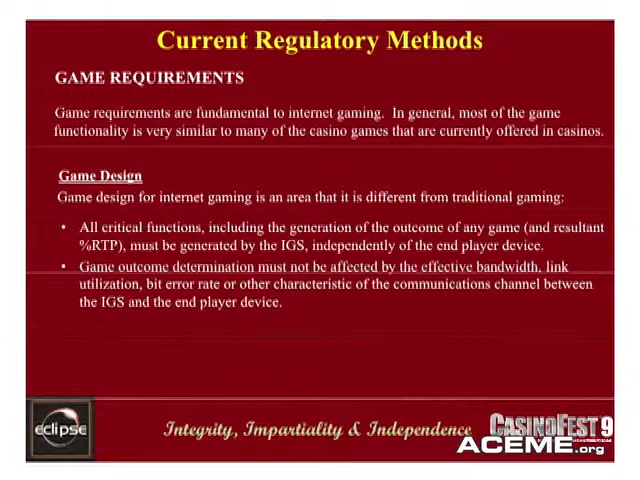 Current Regulatory Methods
GAME REQUIREMENTS
Game requirements are fundamental to internet gaming. In general, most of the game
functionality is very similar to many of the casino games that are currently offered in casinos.
Game Design
Game design for internet gaming is an area that it is different from traditional gaming:
• All critical functions, including the generation of the outcome of any game (and resultant
%RTP), must be generated by the IGS, independently of the end player device.
• Game outcome determination must not be affected by the effective bandwidth, link
utilization, bit error rate or other characteristic of the communications channel between
the IGS and the end player device.
eclipse
Integrity, Impartiality & Independence
CASINOFEST 9
ACEME.org